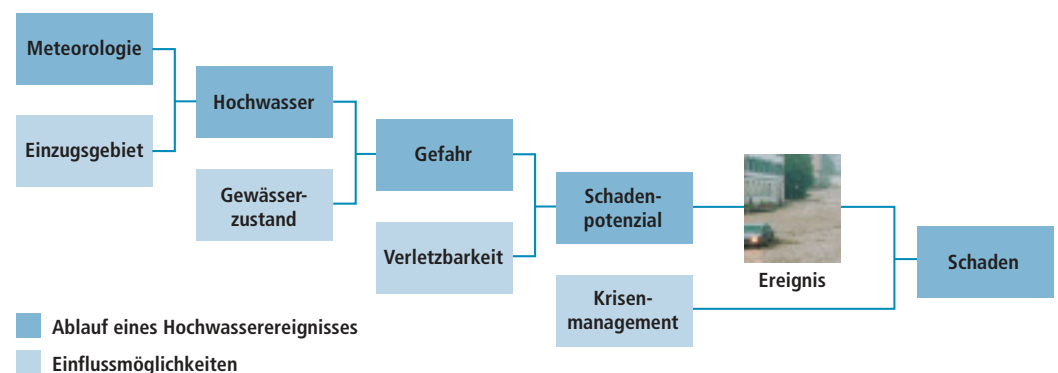 Meteorologie
Einzugsgebiet
Hochwasser
Gewässer-
zustand
Gefahr
Verletzbarkeit
Schaden-
potenzial
Krisen-
management
Ereignis
Schaden
Ablauf eines Hochwasserereignisses
Einflussmöglichkeiten